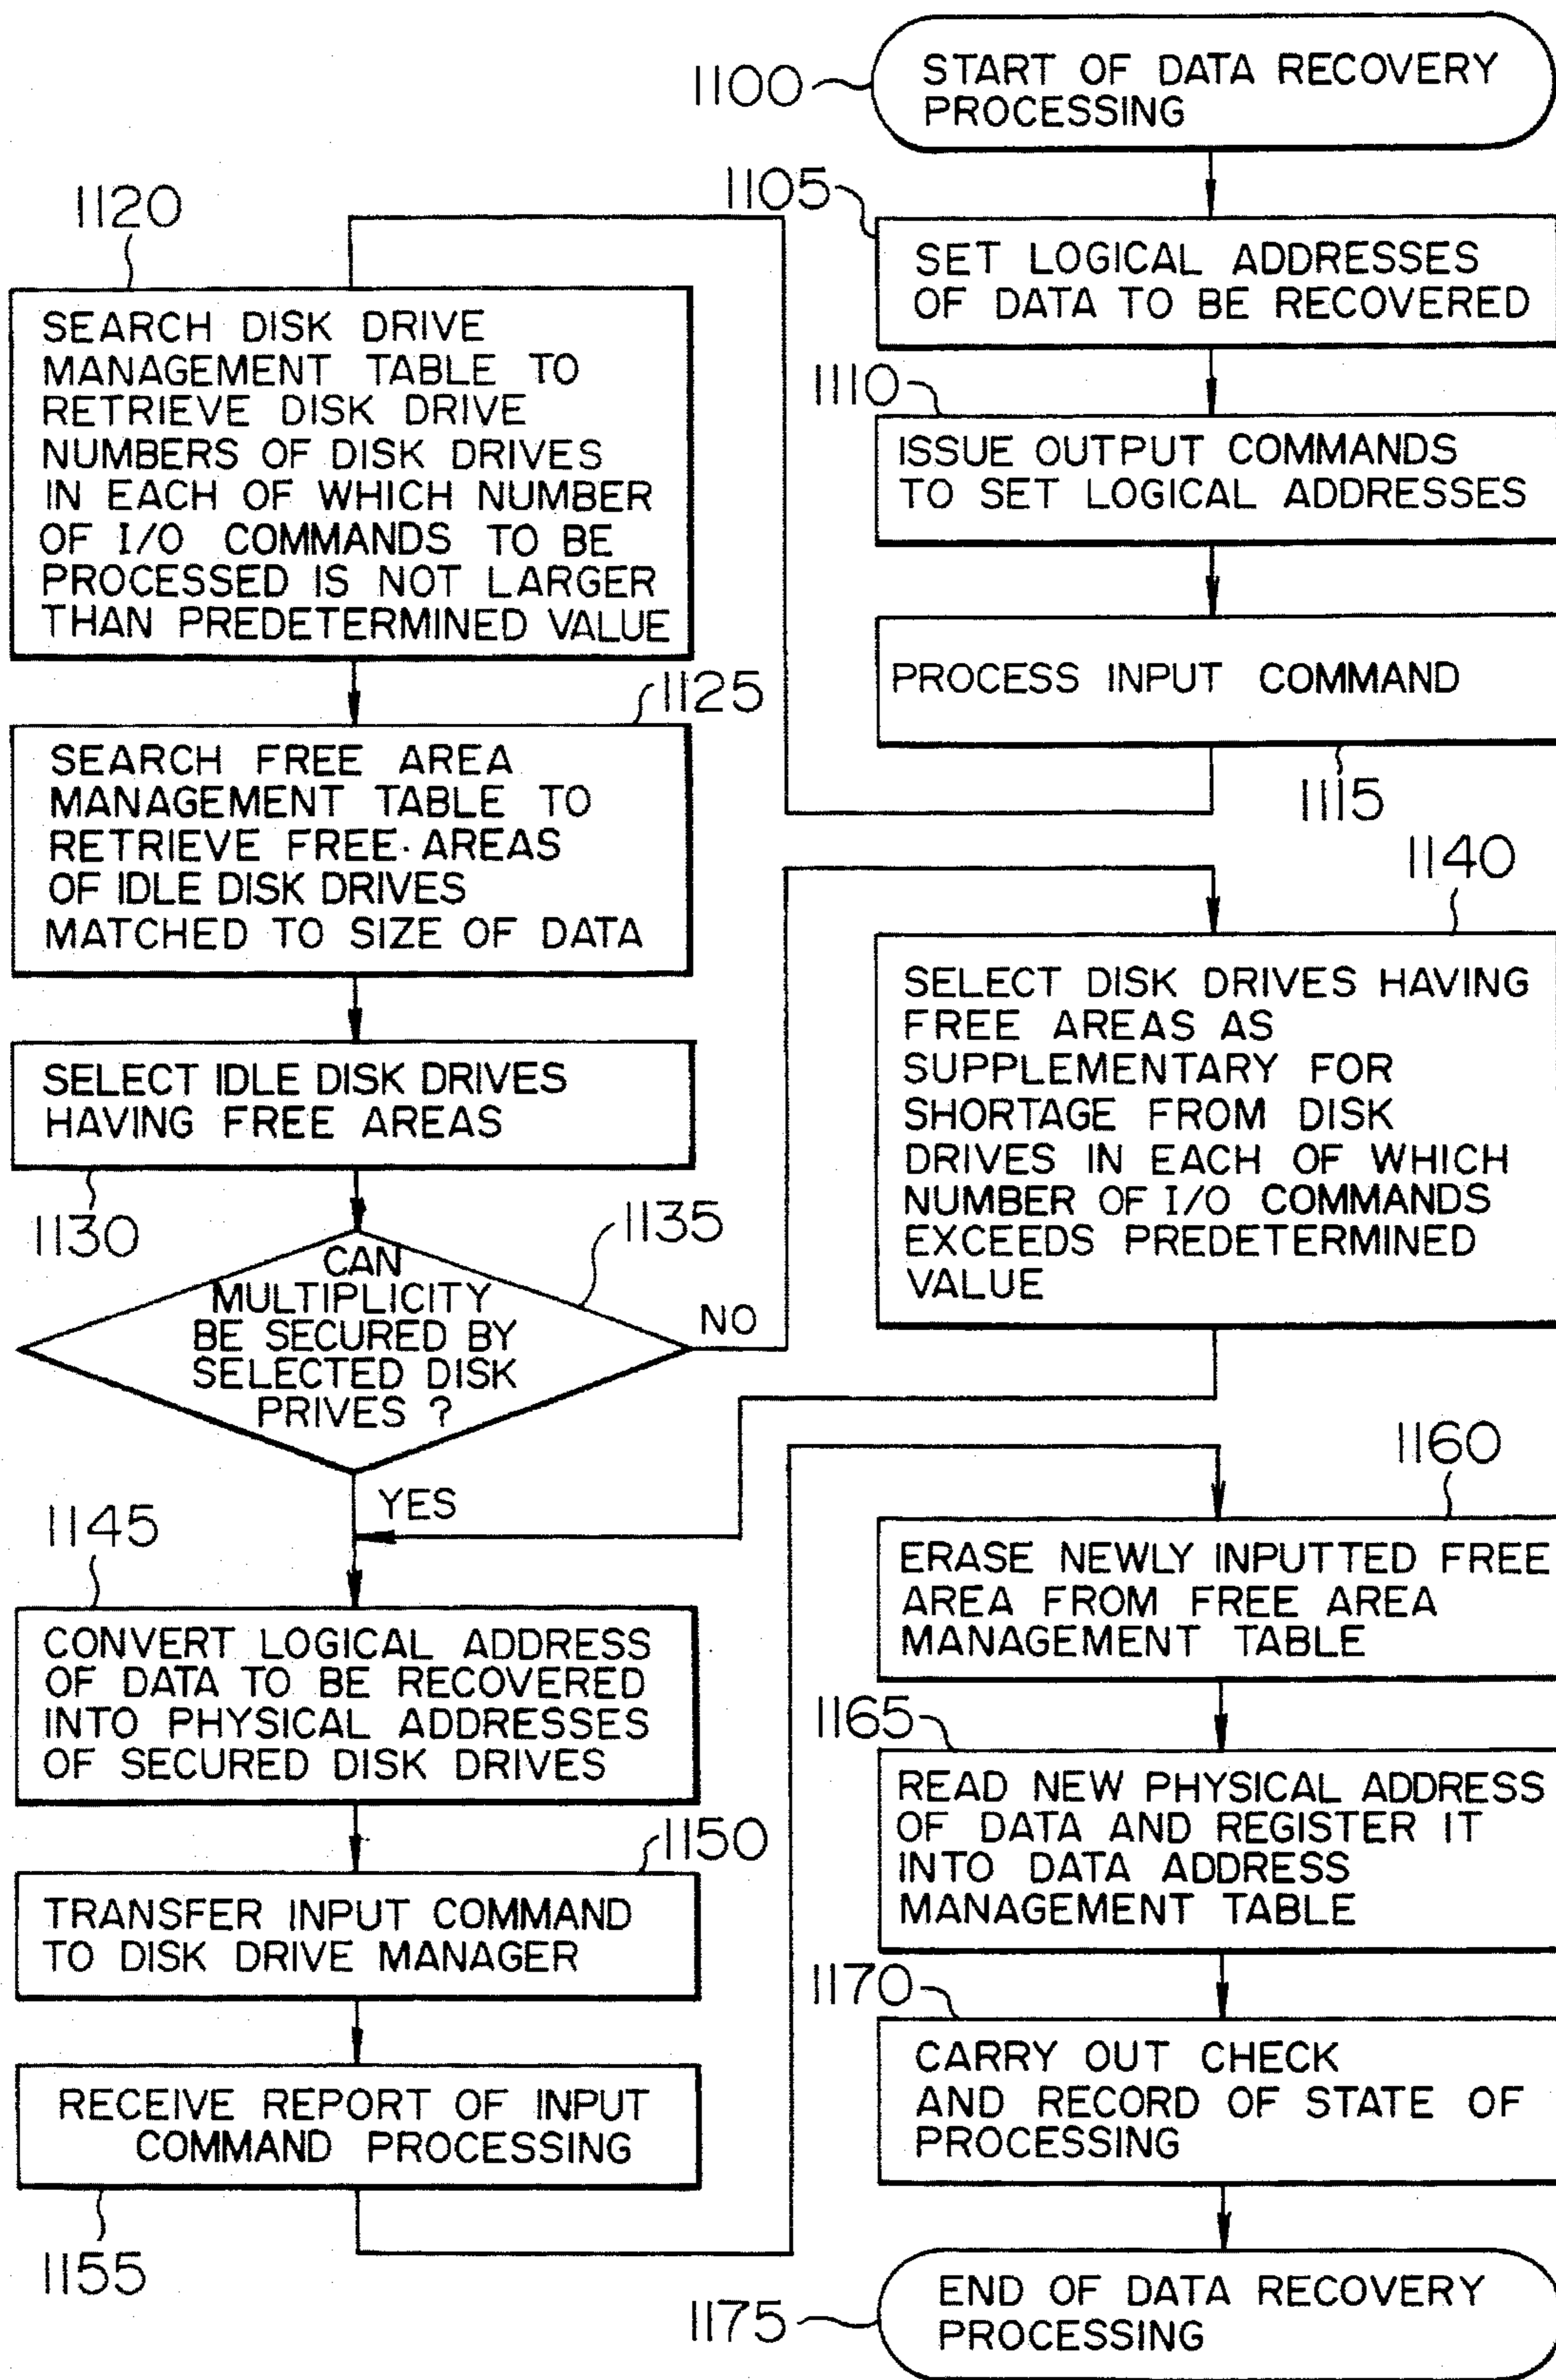 1100
START OF DATA RECOVERY
PROCESSING
1105
SET LOGICAL ADDRESSES
OF DATA TO BE RECOVERED
1110
ISSUE OUTPUT COMMANDS
TO SET LOGICAL ADDRESSES
PROCESS INPUT COMMAND
1115
1120
SEARCH DISK DRIVE
MANAGEMENT TABLE TO
RETRIEVE DISK DRIVE
NUMBERS OF DISK DRIVES
IN EACH OF WHICH NUMBER
OF I/O COMMANDS TO BE
PROCESSED IS NOT LARGER
THAN PREDETERMINED VALUE
1125
SEARCH FREE AREA
MANAGEMENT TABLE TO
RETRIEVE FREE AREAS
OF IDLE DISK DRIVES
MATCHED TO SIZE OF DATA
SELECT IDLE DISK DRIVES
HAVING FREE AREAS
1130
1135
CAN
MULTIPLICITY
BE SECURED BY
SELECTED DISK
PRIVES ?
NO
YES
1140
SELECT DISK DRIVES HAVING
FREE AREAS AS
SUPPLEMENTARY FOR
SHORTAGE FROM DISK
DRIVES IN EACH OF WHICH
NUMBER OF I/O COMMANDS
EXCEEDS PREDETERMINED
VALUE
1145
CONVERT LOGICAL ADDRESS
OF DATA TO BE RECOVERED
INTO PHYSICAL ADDRESSES
OF SECURED DISK DRIVES
1150
TRANSFER INPUT COMMAND
TO DISK DRIVE MANAGER
RECEIVE REPORT OF INPUT
COMMAND PROCESSING
1155
1160
ERASE NEWLY INPUTTED FREE
AREA FROM FREE AREA
MANAGEMENT TABLE
1165
READ NEW PHYSICAL ADDRESS
OF DATA AND REGISTER IT
INTO DATA ADDRESS
MANAGEMENT TABLE
1170
CARRY OUT CHECK
AND RECORD OF STATE OF
PROCESSING
1175
END OF DATA RECOVERY
PROCESSING